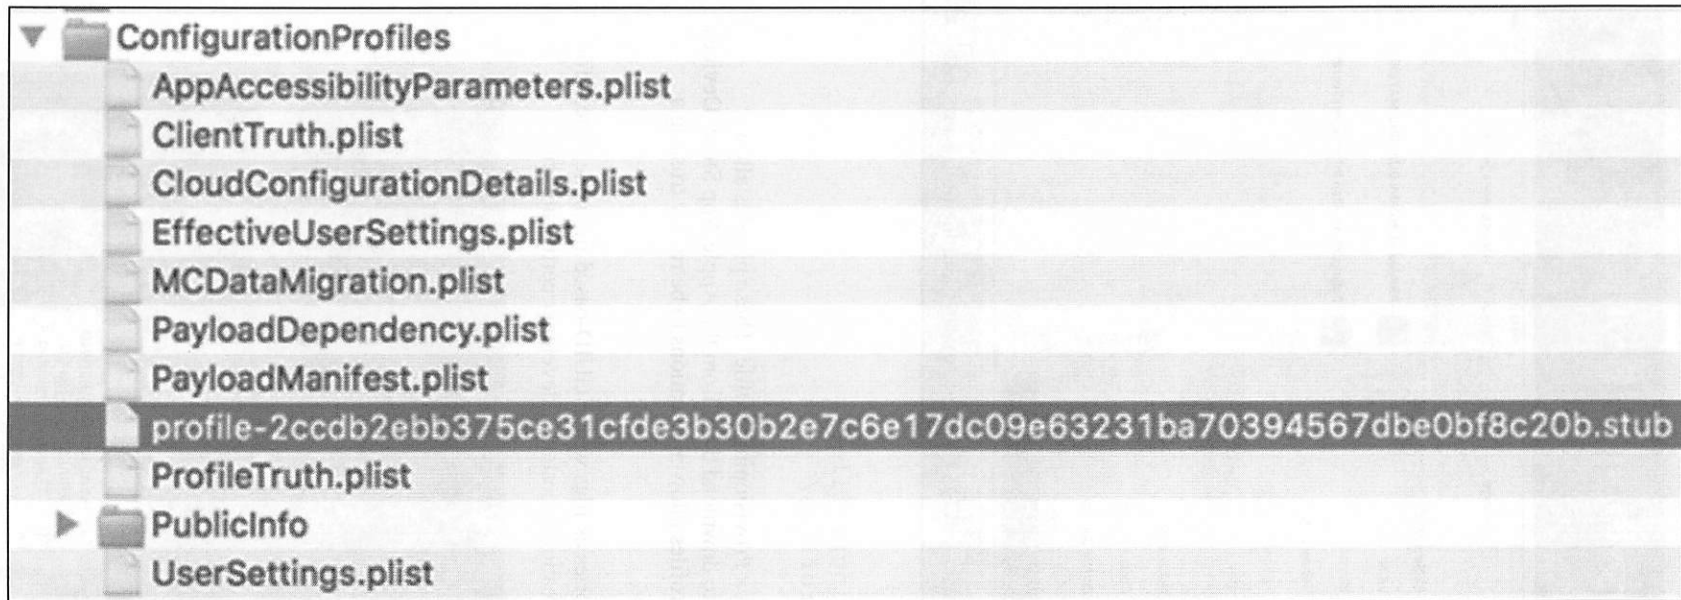 ConfigurationProfiles
AppAccessibilityParameters.plist
ClientTruth.plist
CloudConfigurationDetails.plist
EffectiveUserSettings.plist
MCDataMigration.plist
PayloadDependency.plist
PayloadManifest.plist
profile-2ccdb2ebb375ce31cfde3b30b2e7c6e17dc09e63231ba70394567dbe0bf8c20b.stub
ProfileTruth.plist
PublicInfo
UserSettings.plist